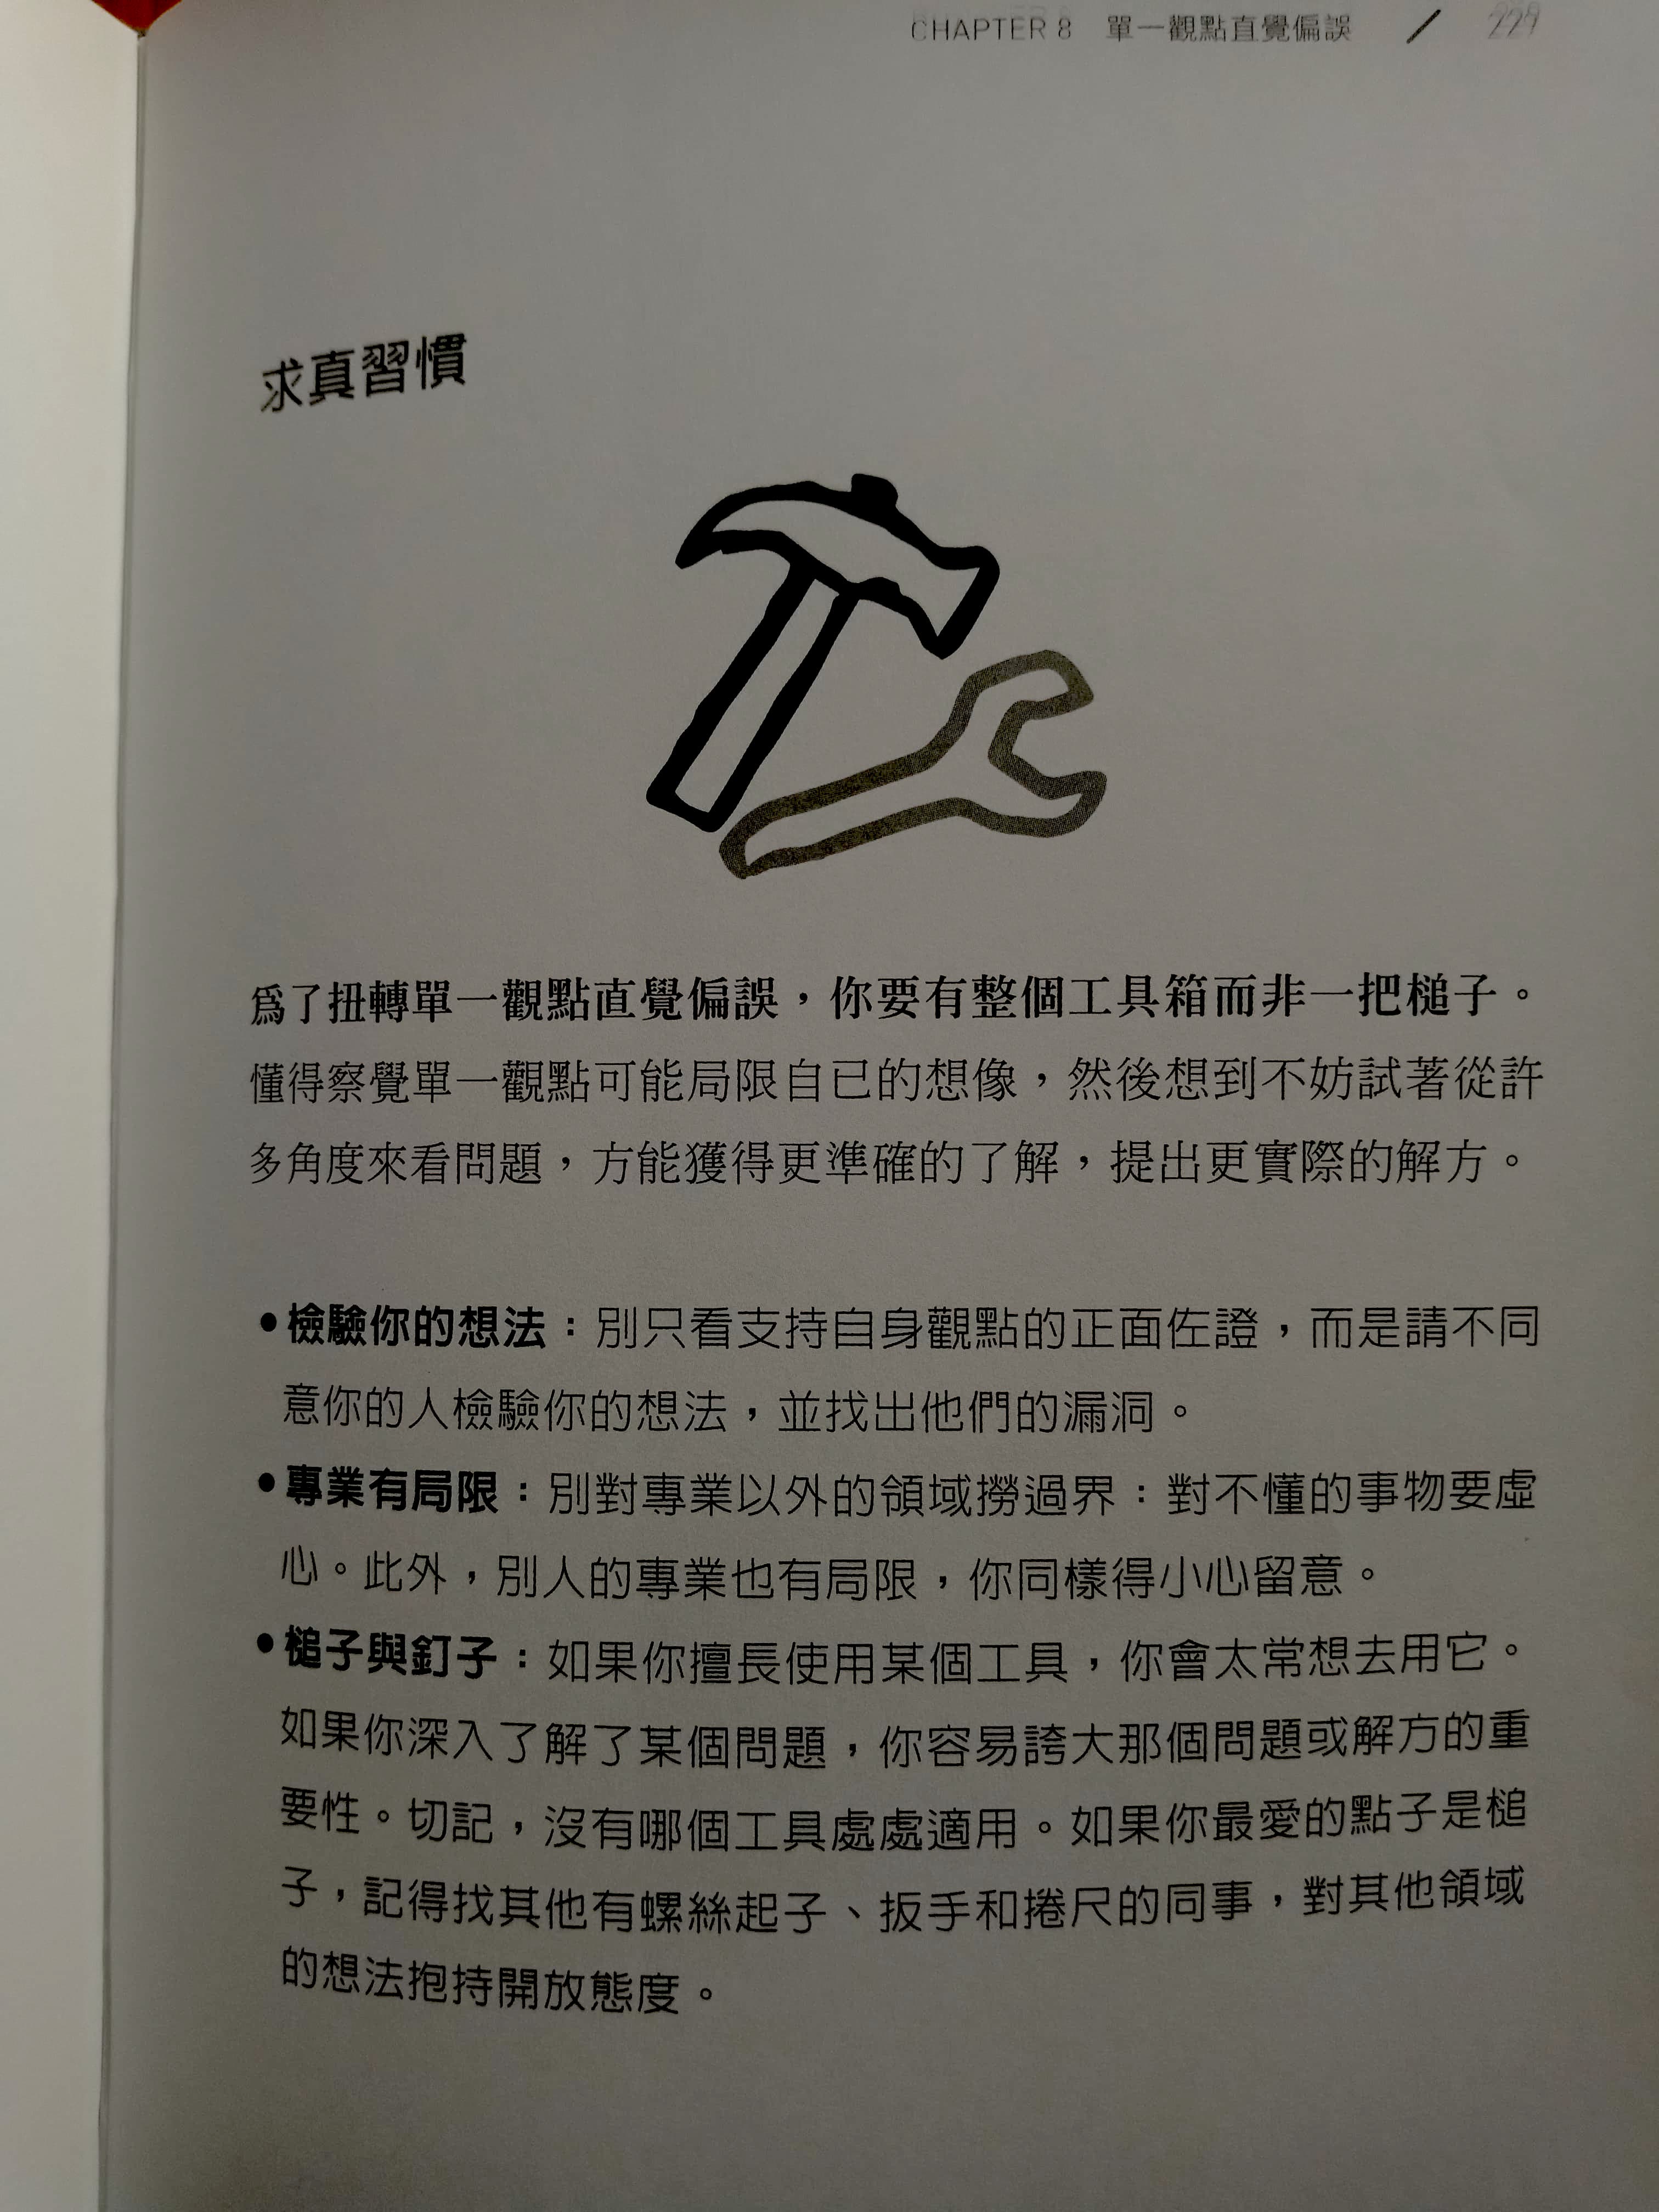 CHAPTER 8 單一觀點直覺偏誤 / 229
求真習慣
為了扭轉單一觀點直覺偏誤，你要有整個工具箱而非一把槌子。
懂得察覺單一觀點可能局限自己的想像，然後想到不妨試著從許
多角度來看問題，方能獲得更準確的了解，提出更實際的解方。
•檢驗你的想法：別只看支持自身觀點的正面佐證，而是請不同
意你的人檢驗你的想法，並找出他們的漏洞。
•專業有局限：別對專業以外的領域撈過界：對不懂的事物要虛
心。此外，別人的專業也有局限，你同樣得小心留意。
•槌子與釘子：如果你擅長使用某個工具，你會太常想去用它。
如果你深入了解了某個問題，你容易誇大那個問題或解方的重
要性。切記，沒有哪個工具處處適用。如果你最愛的點子是槌
子，記得找其他有螺絲起子、扳手和捲尺的同事，對其他領域
的想法抱持開放態度。